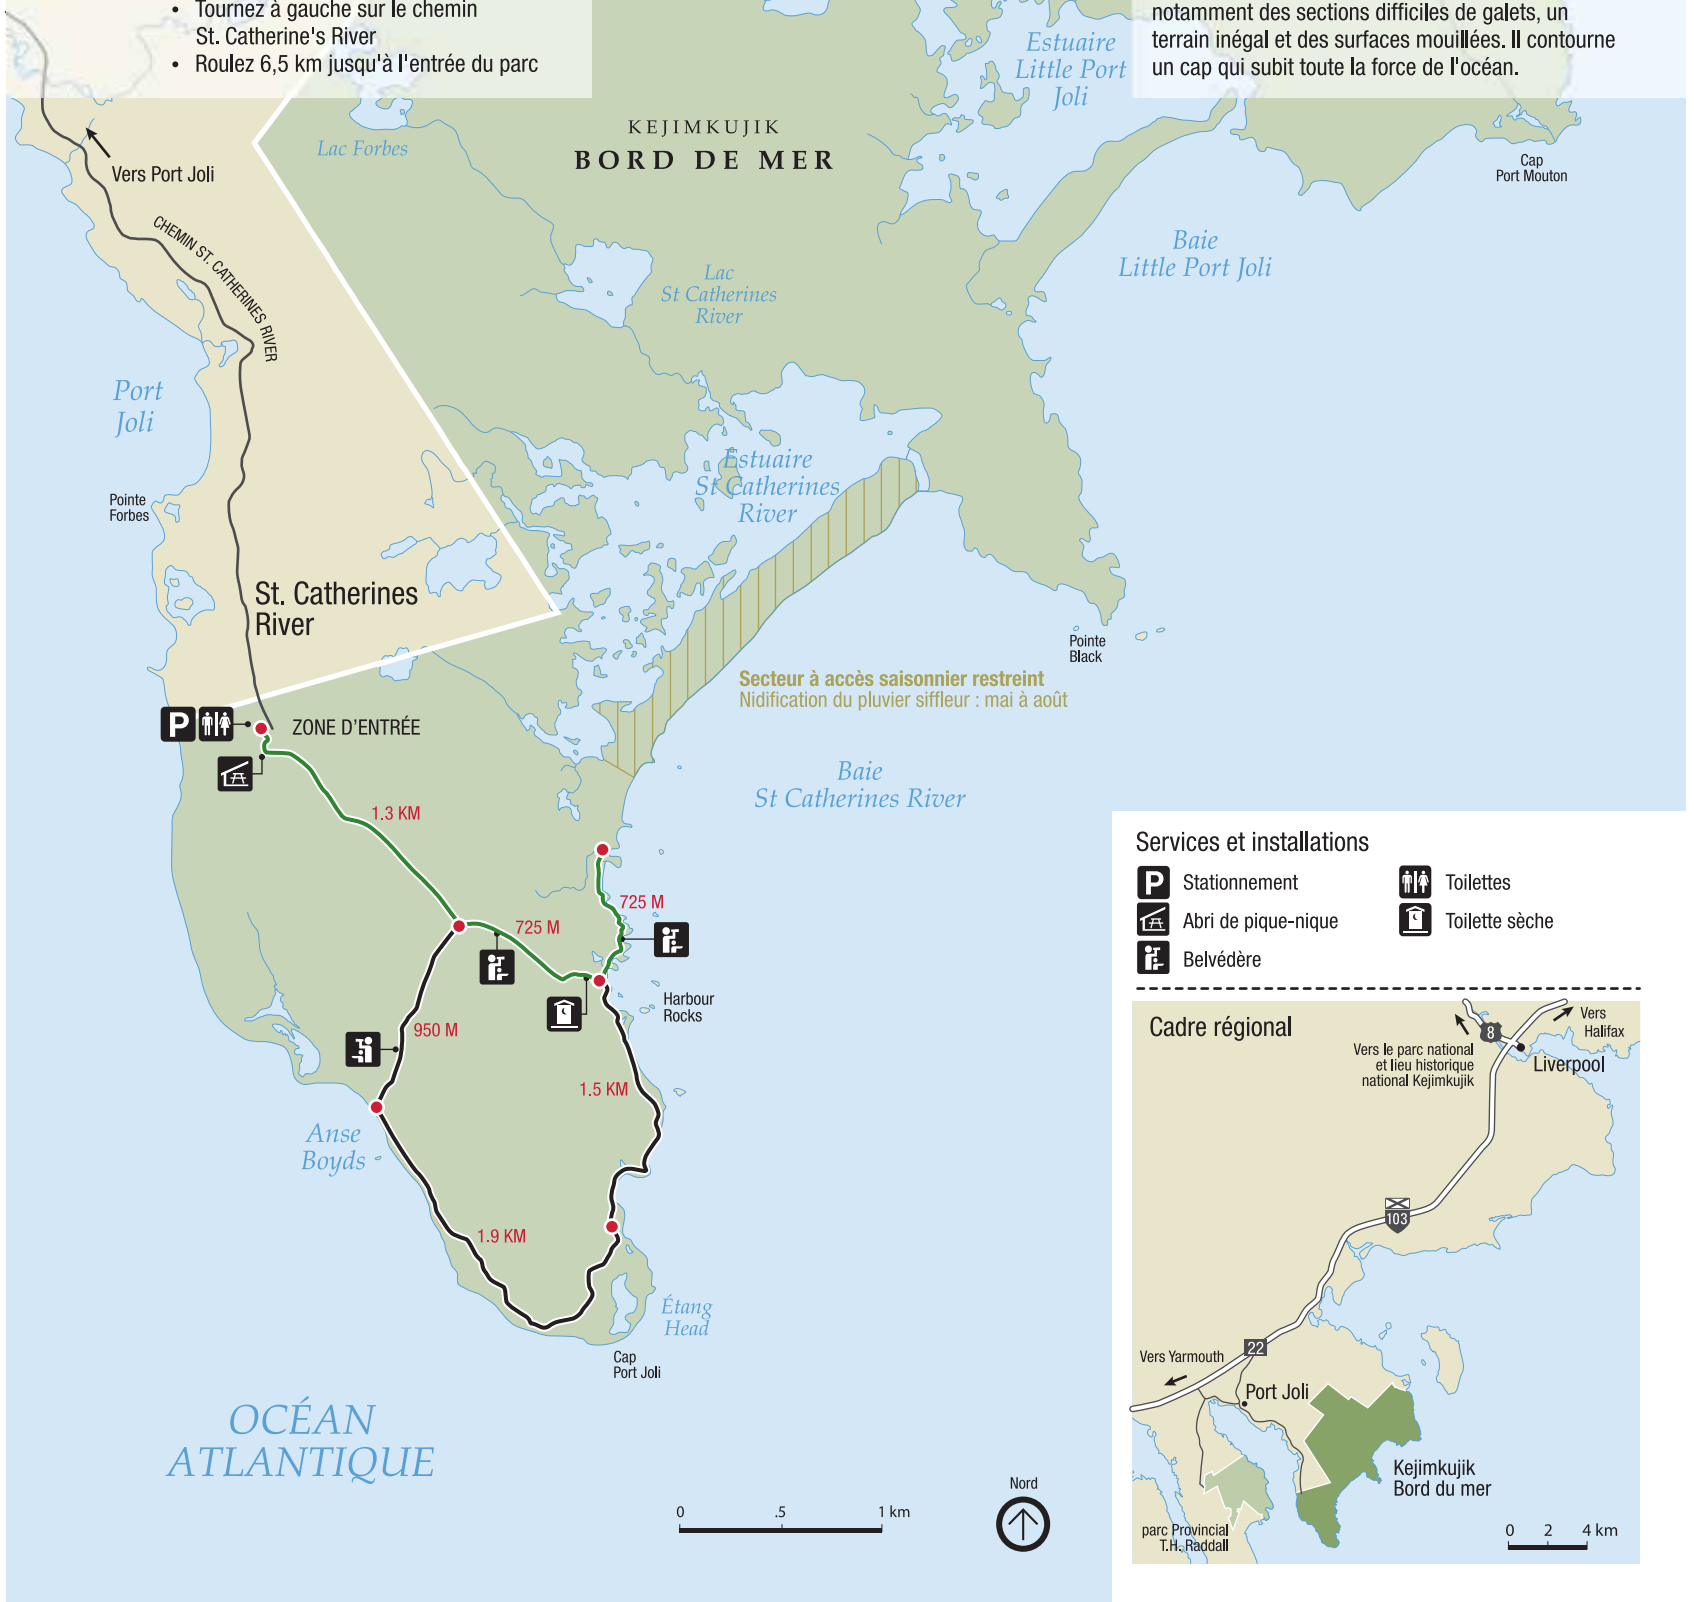 • Tournez à gauche sur le chemin
St. Catherine's River
• Roulez 6,5 km jusqu'à l'entrée du parc
notamment des sections difficiles de galets, un
terrain inégal et des surfaces mouillées. Il contourne
un cap qui subit toute la force de l'océan.
Estuaire
Little Port
Joli
KEJIMKUJIK
BORD DE MER
Lac Forbes
Vers Port Joli
Cap
Port Mouton
CHEMIN ST. CATHERINES RIVER
Baie
Little Port Joli
Lac
St Catherines
River
Port
Joli
Estuaire
St Catherines
River
Pointe
Forbes
St. Catherines
River
Pointe
Black
Secteur à accès saisonnier restreint
Nidification du pluvier siffleur : mai à août
P
ZONE D'ENTRÉE
Baie
St Catherines River
1.3 KM
725 M
725 M
Harbour
Rocks
950 M
1.5 KM
Anse
Boyds
1.9 KM
Étang
Head
Cap
Port Joli
OCÉAN
ATLANTIQUE
Nord
0 .5 1 km
Services et installations
P Stationnement
Toilettes
Abri de pique-nique
Toilette sèche
Belvédère
Cadre régional
Vers
Halifax
8
Vers le parc national
et lieu historique
national Kejimkujik
Liverpool
103
22
Vers Yarmouth
Port Joli
Kejimkujik
Bord du mer
parc Provincial
T.H. Raddall
0 2 4 km